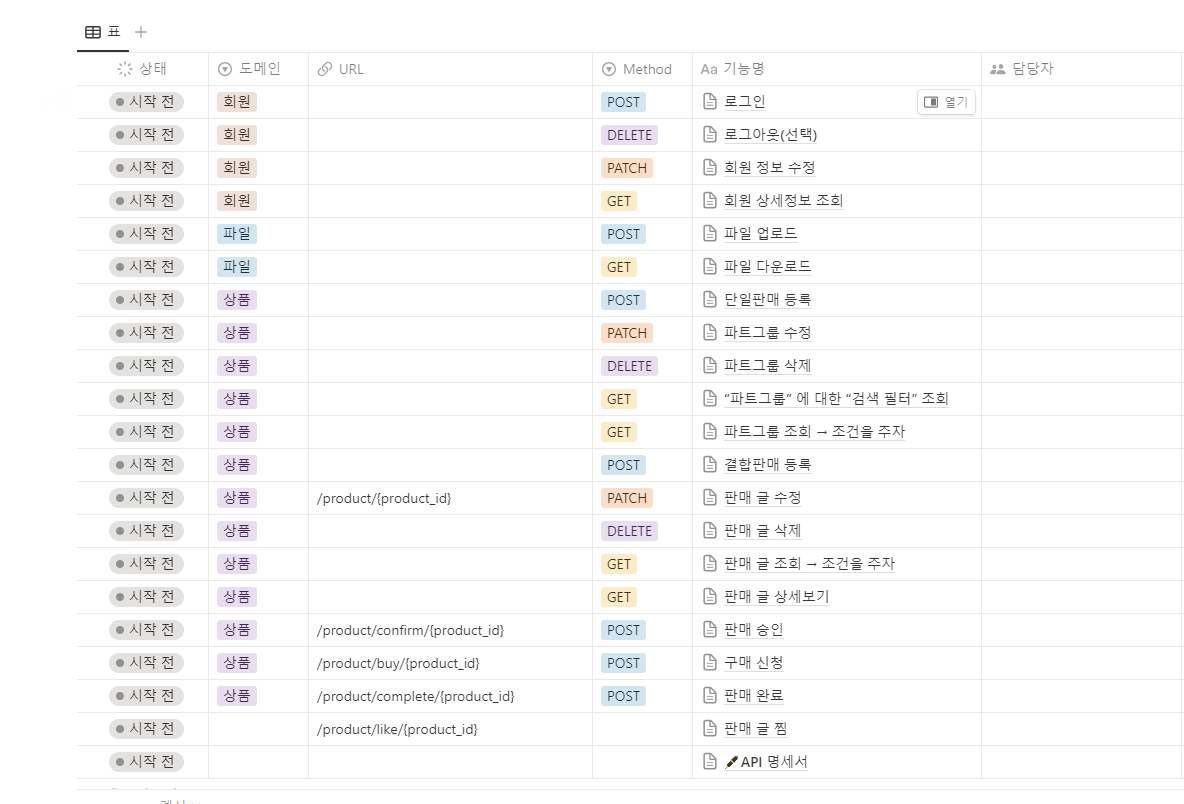 표
상태 도메인 URL Method Aa 기능명 담당자
시작 전 회원 POST 로그인 열기
시작 전 회원 DELETE 로그아웃(선택)
시작 전 회원 PATCH 회원 정보 수정
시작 전 회원 GET 회원 상세정보 조회
시작 전 파일 POST 파일 업로드
시작 전 파일 GET 파일 다운로드
시작 전 상품 POST 단일판매 등록
시작 전 상품 PATCH 파트그룹 수정
시작 전 상품 DELETE 파트그룹 삭제
시작 전 상품 GET “파트그룹” 에 대한 “검색 필터” 조회
시작 전 상품 GET 파트그룹 조회 → 조건을 주자
시작 전 상품 POST 결합판매 등록
시작 전 상품 /product/{product_id} PATCH 판매 글 수정
시작 전 상품 DELETE 판매 글 삭제
시작 전 상품 GET 판매 글 조회 → 조건을 주자
시작 전 상품 GET 판매 글 상세보기
시작 전 상품 /product/confirm/{product_id} POST 판매 승인
시작 전 상품 /product/buy/{product_id} POST 구매 신청
시작 전 상품 /product/complete/{product_id} POST 판매 완료
시작 전 /product/like/{product_id} 판매 글 찜
시작 전 API 명세서